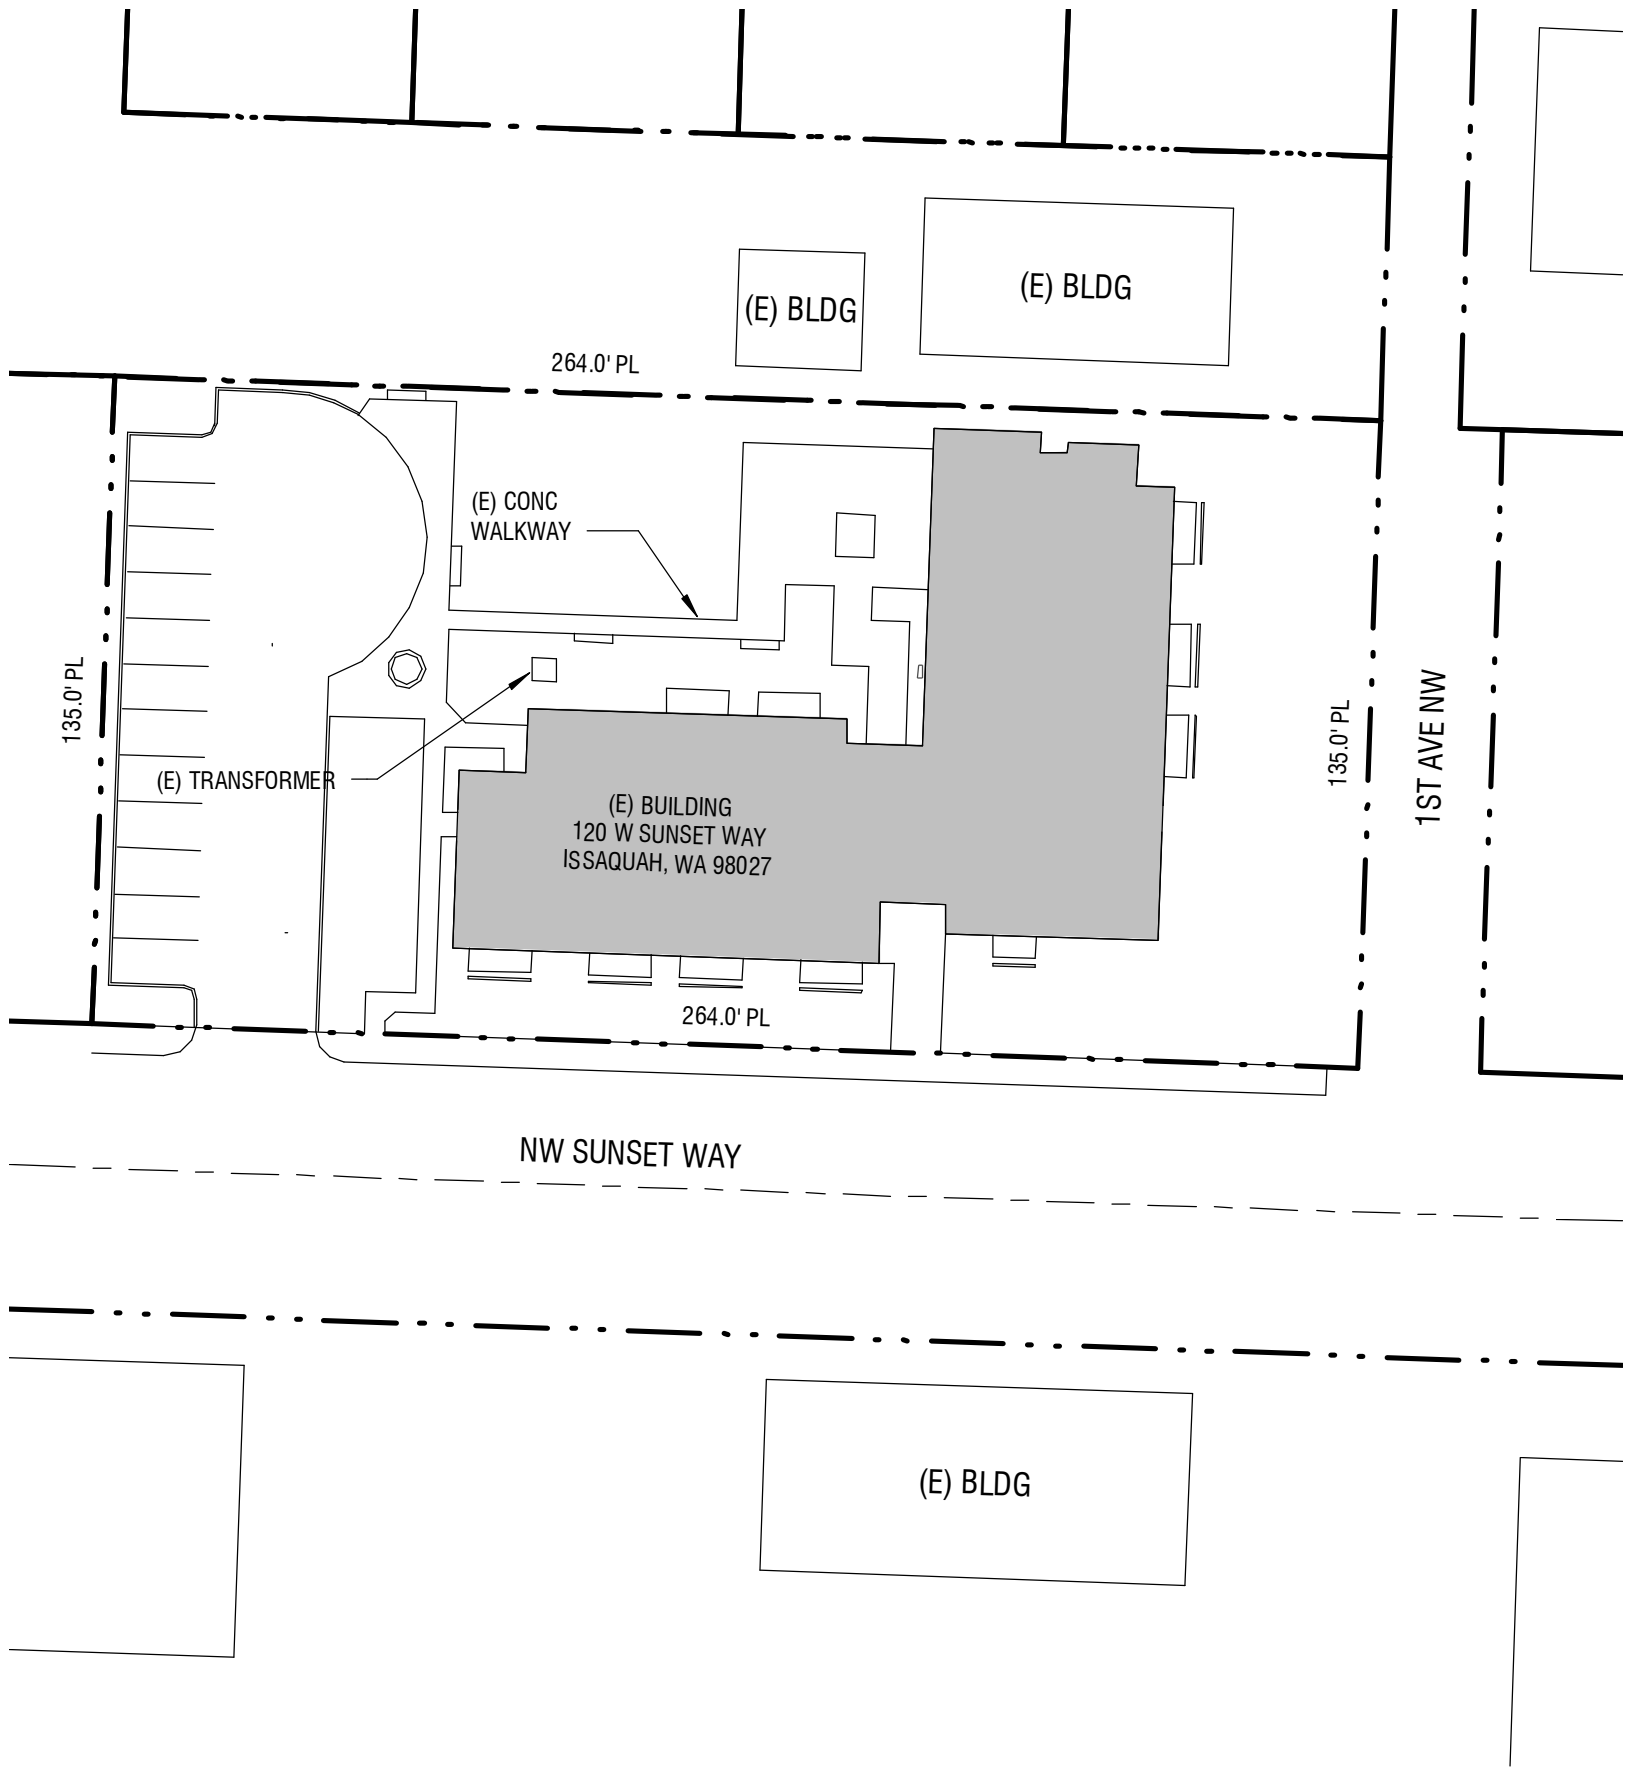 (E) BLDG
(E) BLDG
264.0' PL
(E) CONC
WALKWAY
135.0' PL
135.0' PL
1ST AVE NW
(E) TRANSFORMER
(E) BUILDING
120 W SUNSET WAY
ISSAQUAH, WA 98027
264.0' PL
NW SUNSET WAY
(E) BLDG